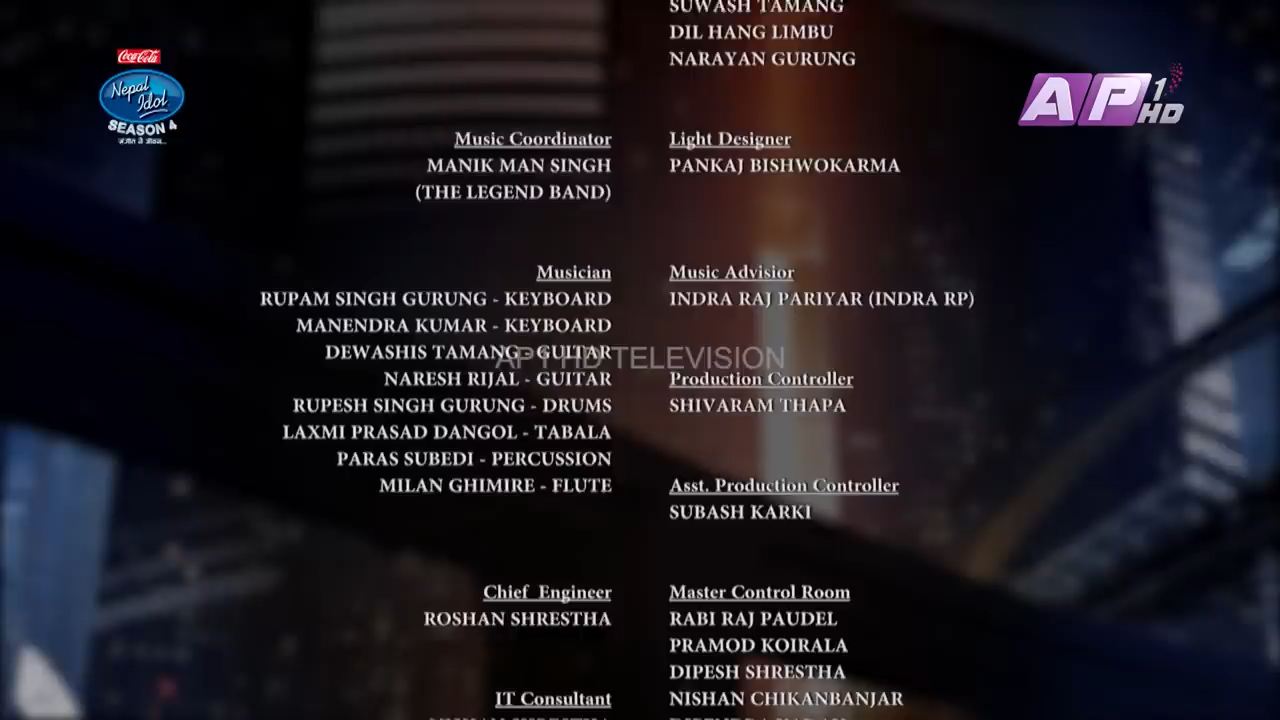 SUWASH TAMANG
DIL HANG LIMBU
NARAYAN GURUNG
Coca-Cola
Nepal
Idol
SEASON 4
AP1
HD
Music Coordinator
MANIK MAN SINGH
(THE LEGEND BAND)
Light Designer
PANKAJ BISHWOKARMA
Musician
RUPAM SINGH GURUNG - KEYBOARD
MANENDRA KUMAR - KEYBOARD
DEWASHIS TAMANG - GUITAR
NARESH RIJAL - GUITAR
RUPESH SINGH GURUNG - DRUMS
LAXMI PRASAD DANGOL - TABALA
PARAS SUBEDI - PERCUSSION
MILAN GHIMIRE - FLUTE
Music Advisior
INDRA RAJ PARIYAR (INDRA RP)
AP1 HD TELEVISION
Production Controller
SHIVARAM THAPA
Asst. Production Controller
SUBASH KARKI
Chief  Engineer
ROSHAN SHRESTHA
Master Control Room
RABI RAJ PAUDEL
PRAMOD KOIRALA
DIPESH SHRESTHA
NISHAN CHIKANBANJAR
IT Consultant